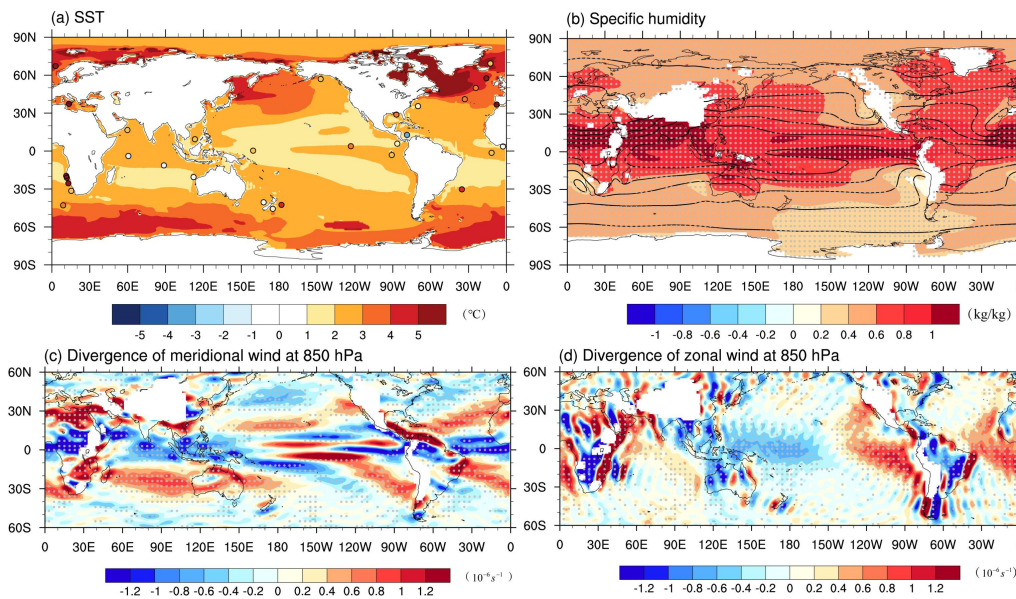 (a) SST
90N
60N
30N
0
30S
60S
90S
0 30E 60E 90E 120E 150E 180 150W 120W 90W 60W 30W 0
-5 -4 -3 -2 -1 0 1 2 3 4 5
(℃)
(b) Specific humidity
90N
60N
30N
0
30S
60S
90S
0 30E 60E 90E 120E 150E 180 150W 120W 90W 60W 30W 0
-1 -0.8 -0.6 -0.4 -0.2 0 0.2 0.4 0.6 0.8 1
(kg/kg)
(c) Divergence of meridional wind at 850 hPa
60N
30N
0
30S
60S
0 30E 60E 90E 120E 150E 180 150W 120W 90W 60W 30W 0
-1.2 -1 -0.8 -0.6 -0.4 -0.2 0 0.2 0.4 0.6 0.8 1 1.2
(10⁻⁶s⁻¹)
(d) Divergence of zonal wind at 850 hPa
60N
30N
0
30S
60S
0 30E 60E 90E 120E 150E 180 150W 120W 90W 60W 30W
-1.2 -1 -0.8 -0.6 -0.4 -0.2 0 0.2 0.4 0.6 0.8 1 1.2
(10⁻⁶s⁻¹)